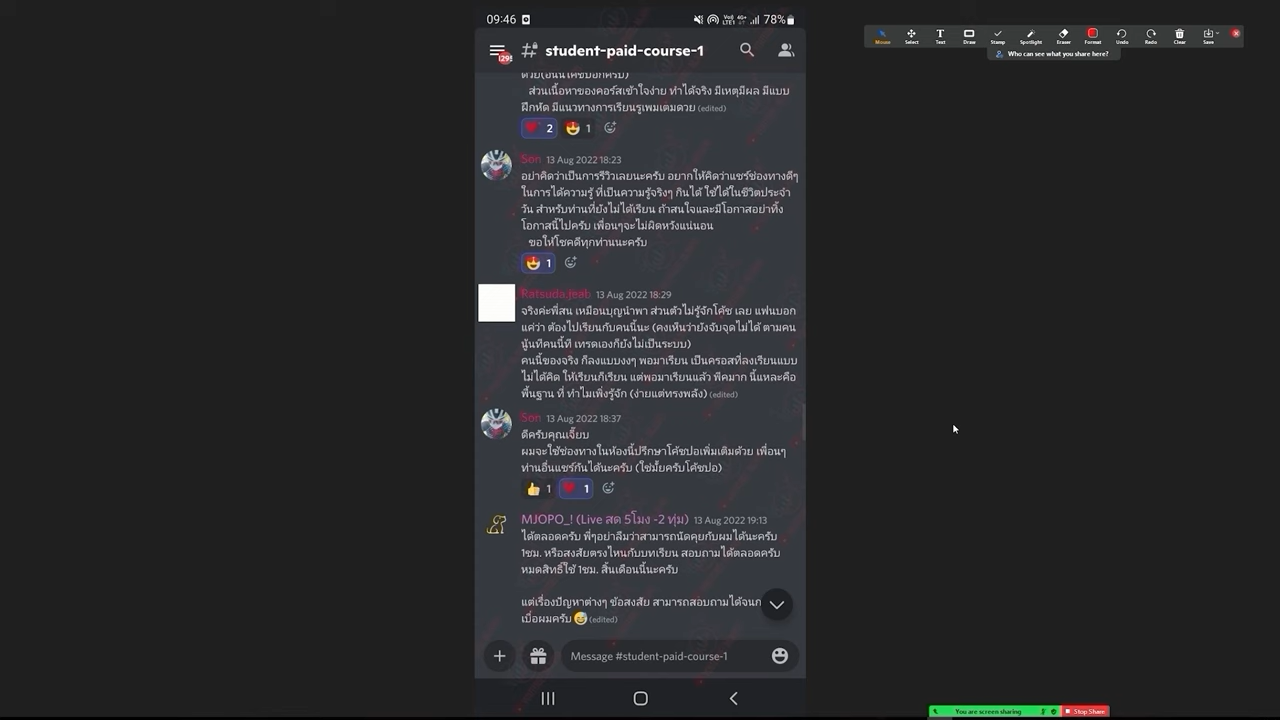 09:46
78%
Mouse Select Text Draw Stamp Spotlight Eraser Format Undo Redo Clear Save
Who can see what you share here?
student-paid-course-1
ด้วย(อันนี้โค้ชบอกครับ)
ส่วนเนื้อหาของคอร์สเข้าใจง่าย ทำได้จริง มีเหตุมีผล มีแบบ
ฝึกหัด มีแนวทางการเรียนรู้เพิ่มเติมด้วย (edited)
2 1
Son 13 Aug 2022 18:23
อย่าคิดว่าเป็นการรีวิวเลยนะครับ อยากให้คิดว่าแชร์ช่องทางดีๆ
ในการได้ความรู้ ที่เป็นความรู้จริงๆ กินได้ ใช้ได้ในชีวิตประจำ
วัน สำหรับท่านที่ยังไม่ได้เรียน ถ้าสนใจและมีโอกาสอย่าทิ้ง
โอกาสนี้ไปครับ เพื่อนๆจะไม่ผิดหวังแน่นอน
ขอให้โชคดีทุกท่านนะครับ
1
Ratsuda.jeab 13 Aug 2022 18:29
จริงค่ะพี่สน เหมือนบุญนำพา ส่วนตัวไม่รู้จักโค้ช เลย แฟนบอก
แค่ว่า ต้องไปเรียนกับคนนี้นะ (คงเห็นว่ายังจับจุดไม่ได้ ตามคน
นู้นทีคนนี้ที เทรดเองก็ยังไม่เป็นระบบ)
คนนี้ของจริง ก็ลงแบบงงๆ พอมาเรียน เป็นครอสที่ลงเรียนแบบ
ไม่ได้คิด ให้เรียนก็เรียน แต่พอมาเรียนแล้ว พีคมาก นี้แหละคือ
พื้นฐาน ที่ ทำไมเพิ่งรู้จัก (ง่ายแต่ทรงพลัง) (edited)
Son 13 Aug 2022 18:37
ดีครับคุณเจี๊ยบ
ผมจะใช้ช่องทางในห้องนี้ปรึกษาโค้ชปอเพิ่มเติมด้วย เพื่อนๆ
ท่านอื่นแชร์กันได้นะครับ (ใช่มั้ยครับโค้ชปอ)
1 1
MJOPO_! (Live สด 5โมง -2 ทุ่ม) 13 Aug 2022 19:13
ได้ตลอดครับ พี่ๆอย่าลืมว่าสามารถนัดคุยกับผมได้นะครับ
1ชม. หรือสงสัยตรงไหนกับบทเรียน สอบถามได้ตลอดครับ
หมดสิทธิ์ใช้ 1ชม. สิ้นเดือนนี้นะครับ
แต่เรื่องปัญหาต่างๆ ข้อสงสัย สามารถสอบถามได้จน
เบื่อผมครับ (edited)
Message #student-paid-course-1
You are screen sharing Stop Share